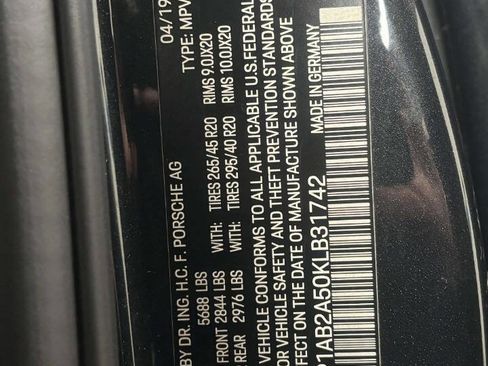 04/19
BY DR. ING. H.C. F. PORSCHE AG TYPE: MPV
5688 LBS
FRONT 2844 LBS WITH: TIRES 265/45 R20 RIMS 9.0JX20
REAR 2976 LBS WITH: TIRES 295/40 R20 RIMS 10.0JX20
VEHICLE CONFORMS TO ALL APPLICABLE U.S. FEDERAL
OR VEHICLE SAFETY AND THEFT PREVENTION STANDARDS
EFFECT ON THE DATE OF MANUFACTURE SHOWN ABOVE
P1AB2A50KLB31742 MADE IN GERMANY